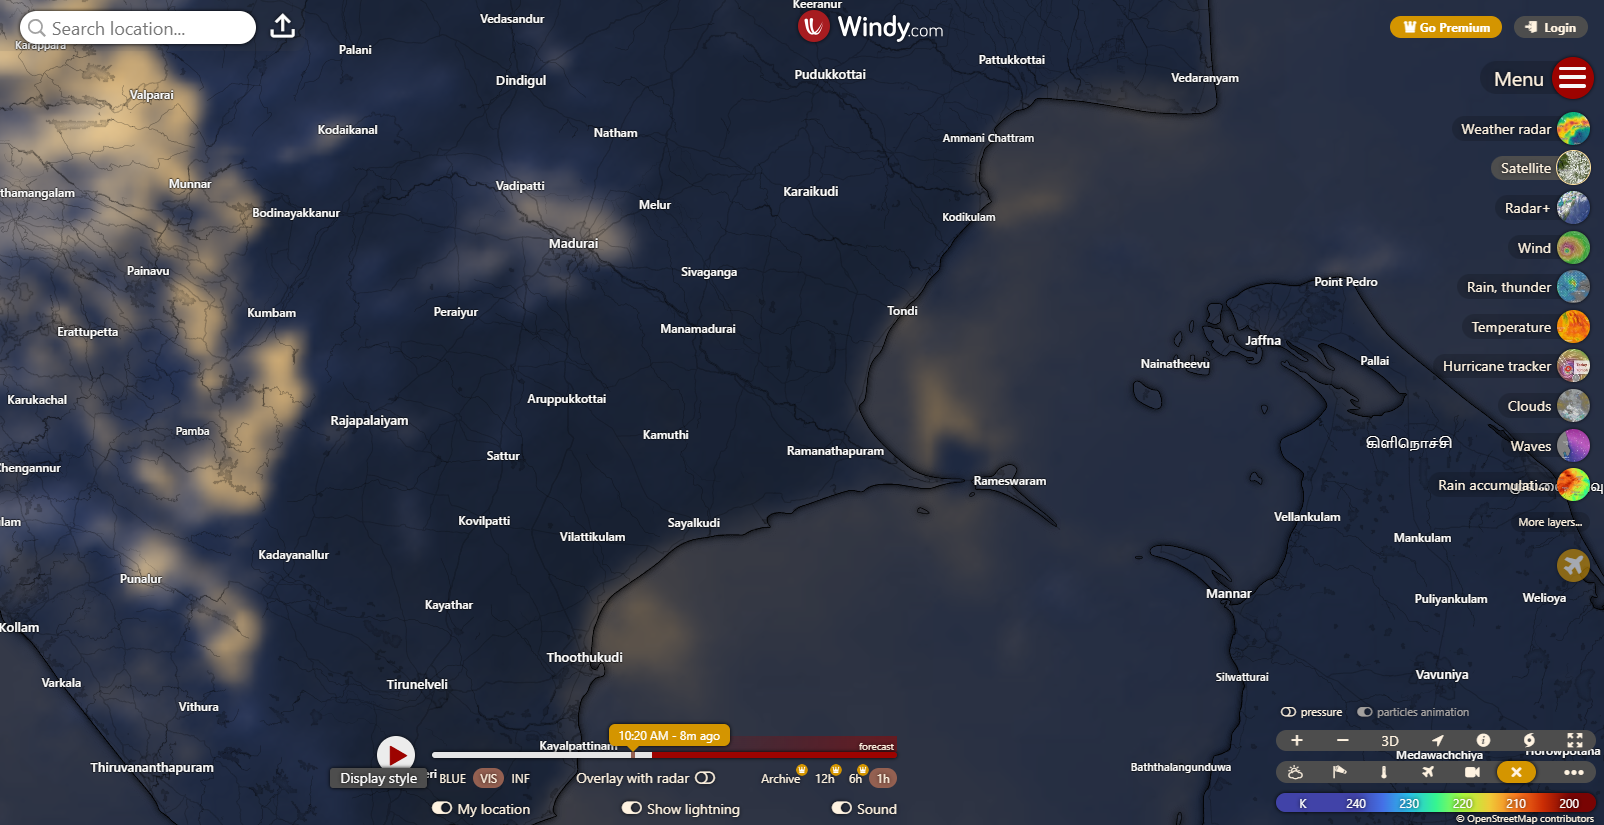 Keeranur
Vedasandur
Search location...
Windy.com
Go Premium
Login
Karappara
Palani
Pattukkottai
Dindigul
Pudukkottai
Vedaranyam
Menu
Valparai
Kodaikanal
Natham
Ammani Chattram
Weather radar
Satellite
Munnar
Vadipatti
Karaikudi
thamangalam
Melur
Bodinayakkanur
Kodikulam
Radar+
Madurai
Wind
Painavu
Sivaganga
Point Pedro
Rain, thunder
Kumbam
Peraiyur
Tondi
Erattupetta
Manamadurai
Temperature
Jaffna
Nainatheevu
Pallai
Hurricane tracker
Karukachal
Aruppukkottai
Clouds
Rajapalaiyam
Pamba
Kamuthi
கிளிநொச்சி
Waves
Sattur
Ramanathapuram
Chengannur
Rameswaram
Rain accumulati...
Kovilpatti
Sayalkudi
Vellankulam
More layers...
lam
Vilattikulam
Mankulam
Kadayanallur
Punalur
Mannar
Puliyankulam
Welioya
Kayathar
Kollam
Thoothukudi
Varkala
Tirunelveli
Silwatturai
Vavuniya
Vithura
pressure
particles animation
10:20 AM - 8m ago
Kayalpattinam
forecast
3D
Medawachchiya
Horowpotana
Thiruvananthapuram
Baththalangunduwa
Display style
eri
BLUE
VIS
INF
Overlay with radar
Archive
12h
6h
1h
My location
Show lightning
Sound
K
240
230
220
210
200
© OpenStreetMap contributors